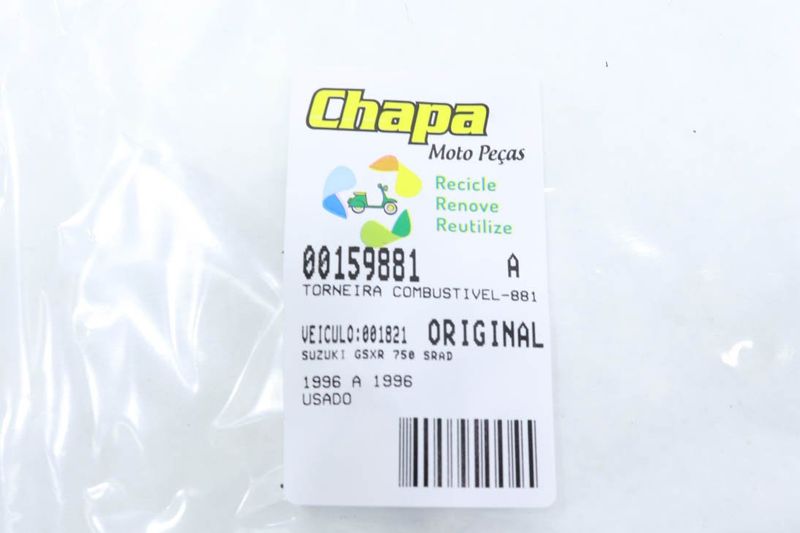 Chapa
Moto Peças
Recicle
Renove
Reutilize
00159881 A
TORNEIRA COMBUSTIVEL-881
VEICULO:001821 ORIGINAL
SUZUKI GSXR 750 SRAD
1996 A 1996
USADO